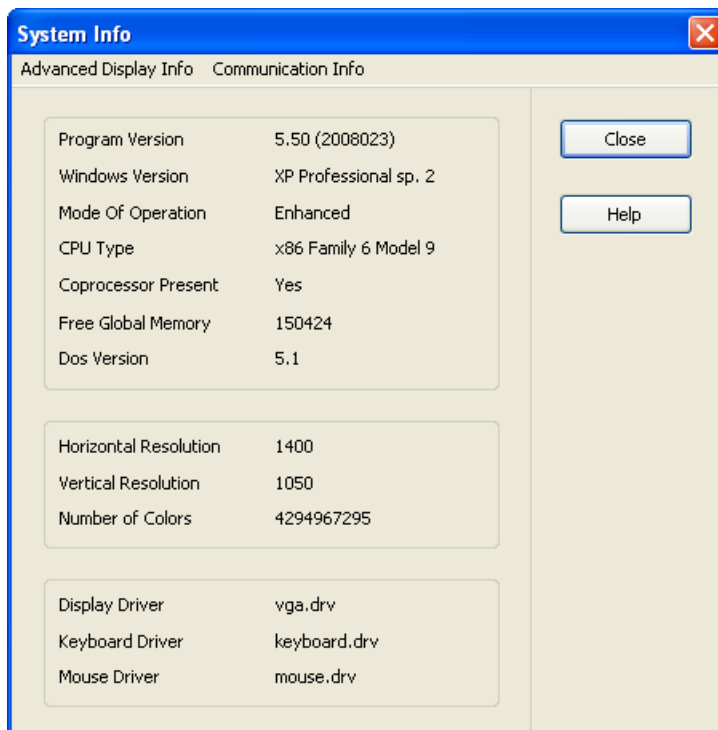 System Info
Advanced Display Info Communication Info
Program Version 5.50 (2008023)
Close
Windows Version XP Professional sp. 2
Mode Of Operation Enhanced
Help
CPU Type x86 Family 6 Model 9
Coprocessor Present Yes
Free Global Memory 150424
Dos Version 5.1
Horizontal Resolution 1400
Vertical Resolution 1050
Number of Colors 4294967295
Display Driver vga.drv
Keyboard Driver keyboard.drv
Mouse Driver mouse.drv